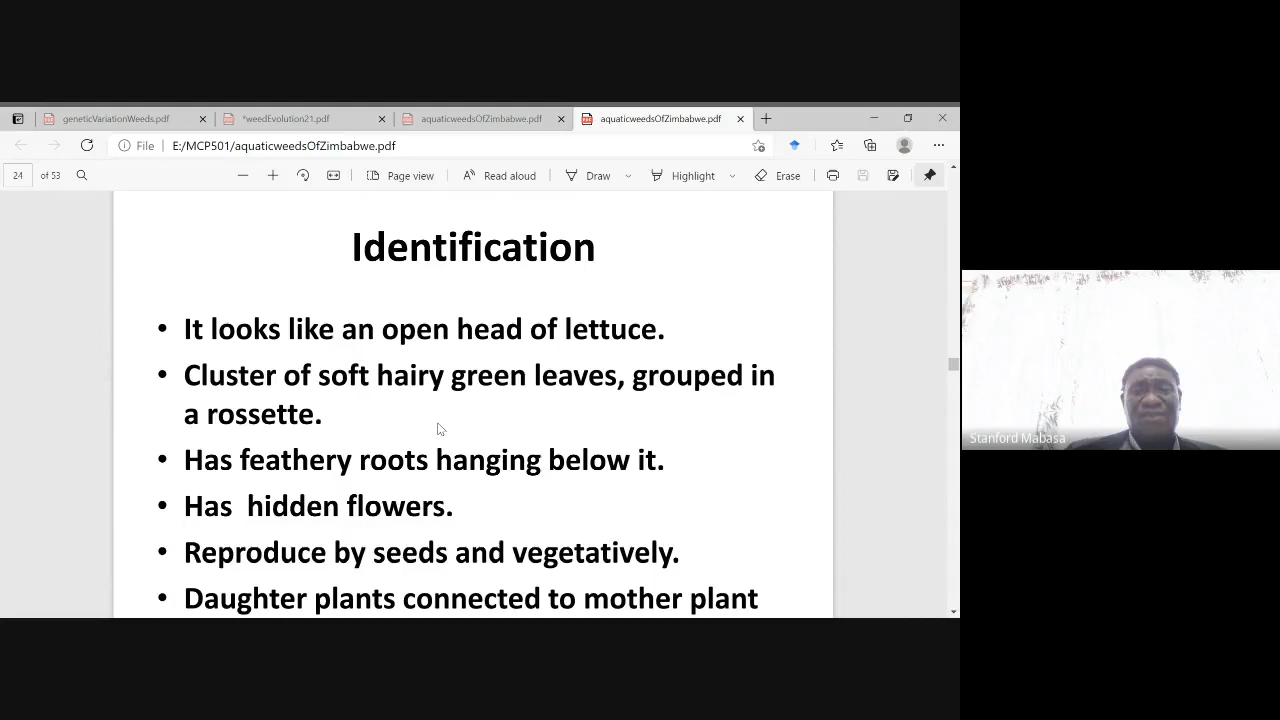 geneticVariationWeeds.pdf
*weedEvolution21.pdf
aquaticweedsOfZimbabwe.pdf
aquaticweedsOfZimbabwe.pdf
File
E:/MCP501/aquaticweedsOfZimbabwe.pdf
24 of 53
Page view
Read aloud
Draw
Highlight
Erase
Identification
• It looks like an open head of lettuce.
• Cluster of soft hairy green leaves, grouped in
a rossette.
• Has feathery roots hanging below it.
• Has hidden flowers.
• Reproduce by seeds and vegetatively.
• Daughter plants connected to mother plant
Stanford Mabasa